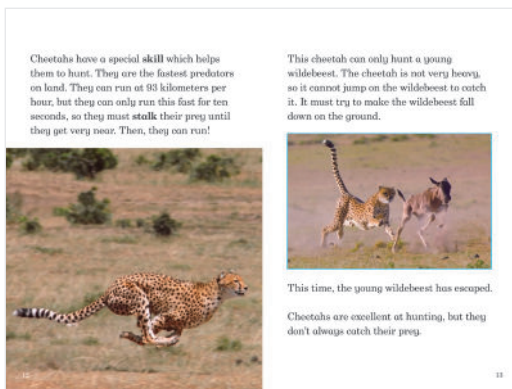 Cheetahs have a special skill which helps
them to hunt. They are the fastest predators
on land. They can run at 93 kilometers per
hour, but they can only run this fast for ten
seconds, so they must stalk their prey until
they get very near. Then, they can run!
12
This cheetah can only hunt a young
wildebeest. The cheetah is not very heavy,
so it cannot jump on the wildebeest to catch
it. It must try to make the wildebeest fall
down on the ground.
This time, the young wildebeest has escaped.
Cheetahs are excellent at hunting, but they
don't always catch their prey.
13